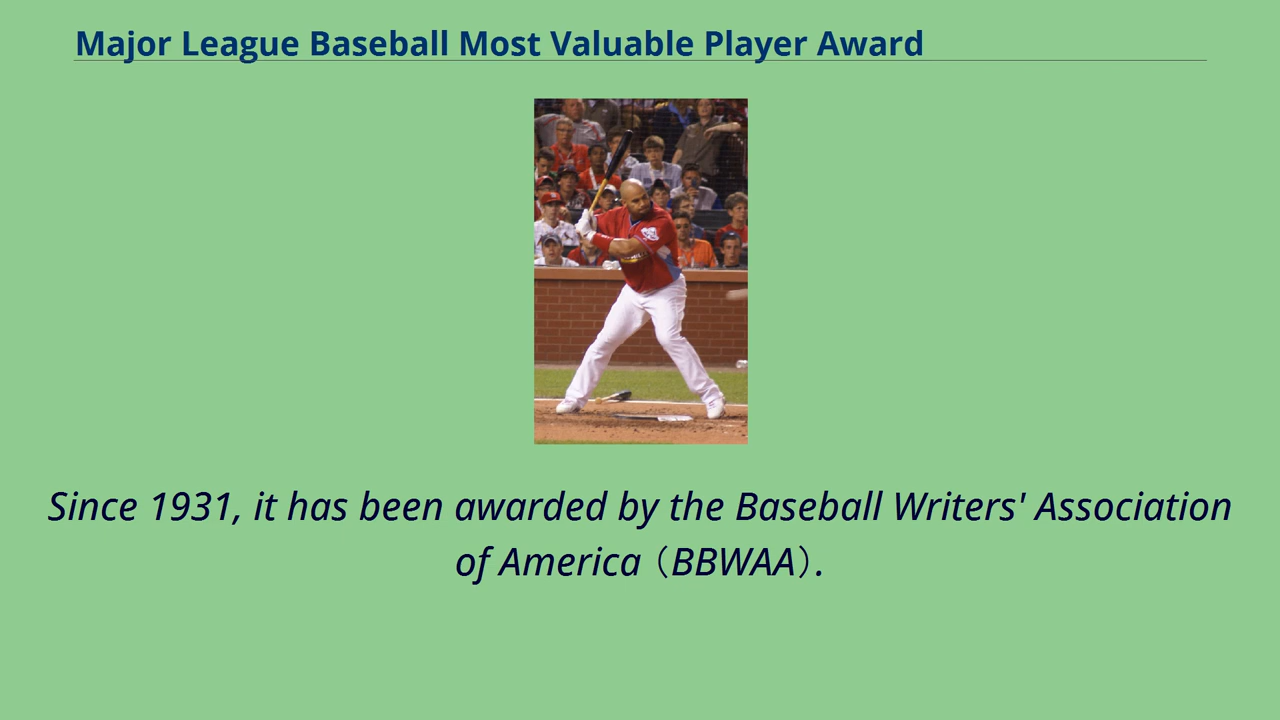 Major League Baseball Most Valuable Player Award
Since 1931, it has been awarded by the Baseball Writers' Association
of America（BBWAA）.